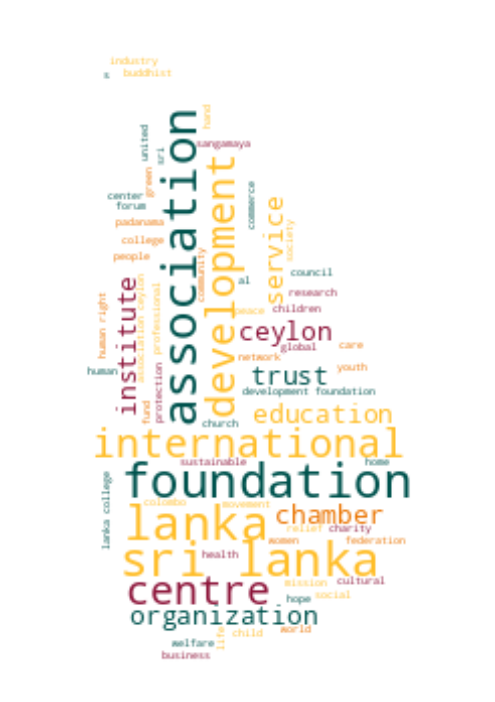 industry
s buddhist
hand
association
united
sri
sangamaya
development
green
commerce
center
forum
service
padanama
society
college
people
community
council
al
institute
association ceylon
professional
research
human right
peace children
ceylon
global
care
network
human
protection
trust
youth
development foundation
fund
education
church
international
sustainable
home
foundation
lanka college
colombo
movement
lanka
chamber
relief charity
women
federation
sri lanka
health
centre
mission cultural
hope social
organization
world
child
life
welfare
business